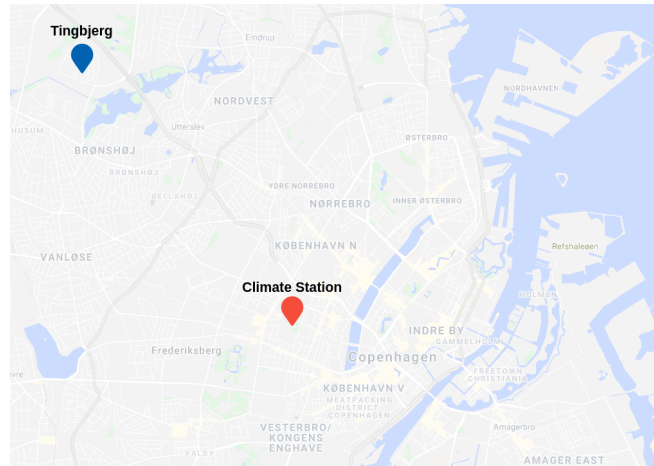 Tingbjerg
Emdrup
NORDHAVNEN
NORDVEST
Utterslev
HUSUM
ØSTERBRO
BRØNSHØJ
BRØNSHØJ
YDRE NØRREBRO
BELLAHØJ
INNER ØSTERBRO
NØRREBRO
KØBENHAVN N
Refshaleøen
VANLØSE
Climate Station
HOLMEN
INDRE BY
GAMMELHOLM
Frederiksberg
Copenhagen
FREETOWN
CHRISTIANIA
KØBENHAVN V
MEATPACKING
DISTRICT
COPENHAGEN
VESTERBRO/
KONGENS
ENGHAVE
Amagerbro
VALBY
AMAGER EAST